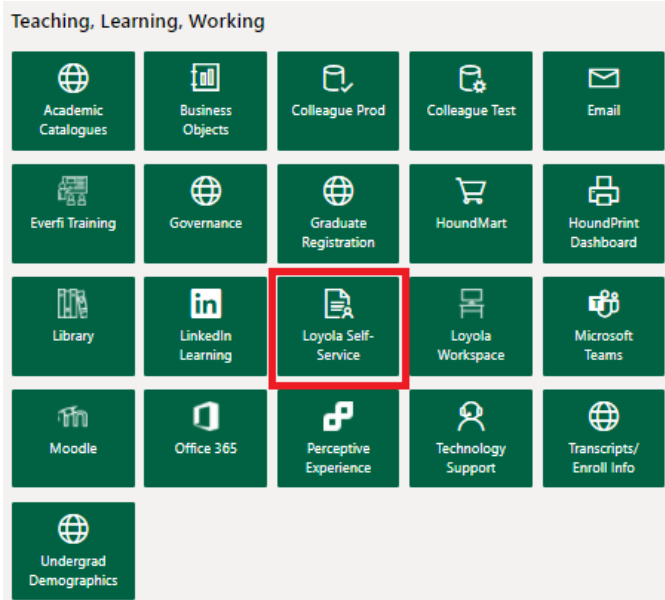 Teaching, Learning, Working
Academic
Catalogues
Business
Objects
Colleague Prod
Colleague Test
Email
Everfi Training
Governance
Graduate
Registration
HoundMart
HoundPrint
Dashboard
Library
in
LinkedIn
Learning
Loyola Self-
Service
Loyola
Workspace
Microsoft
Teams
Moodle
Office 365
Perceptive
Experience
Technology
Support
Transcripts/
Enroll Info
Undergrad
Demographics